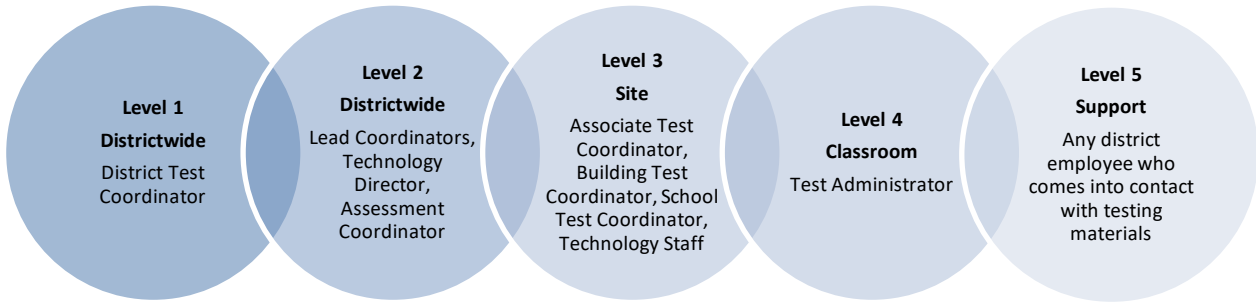 Level 1
Districtwide
District Test
Coordinator
Level 2
Districtwide
Lead Coordinators,
Technology
Director,
Assessment
Coordinator
Level 3
Site
Associate Test
Coordinator,
Building Test
Coordinator, School
Test Coordinator,
Technology Staff
Level 4
Classroom
Test Administrator
Level 5
Support
Any district
employee who
comes into contact
with testing
materials